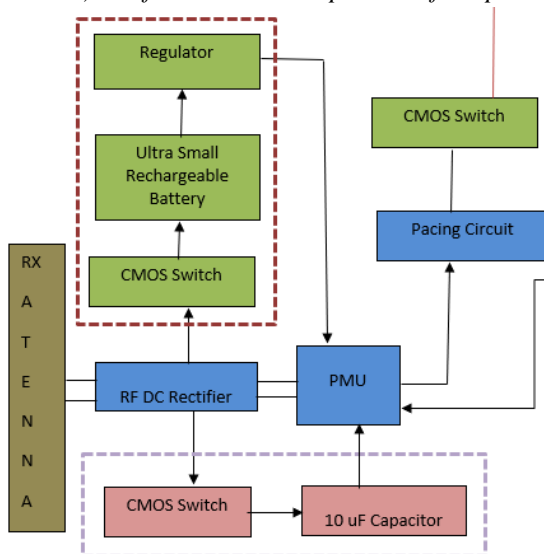 Regulator
Ultra Small
Rechargeable
Battery
CMOS Switch
CMOS Switch
Pacing Circuit
RX
A
T
E
N
N
A
RF DC Rectifier
PMU
CMOS Switch
10 uF Capacitor